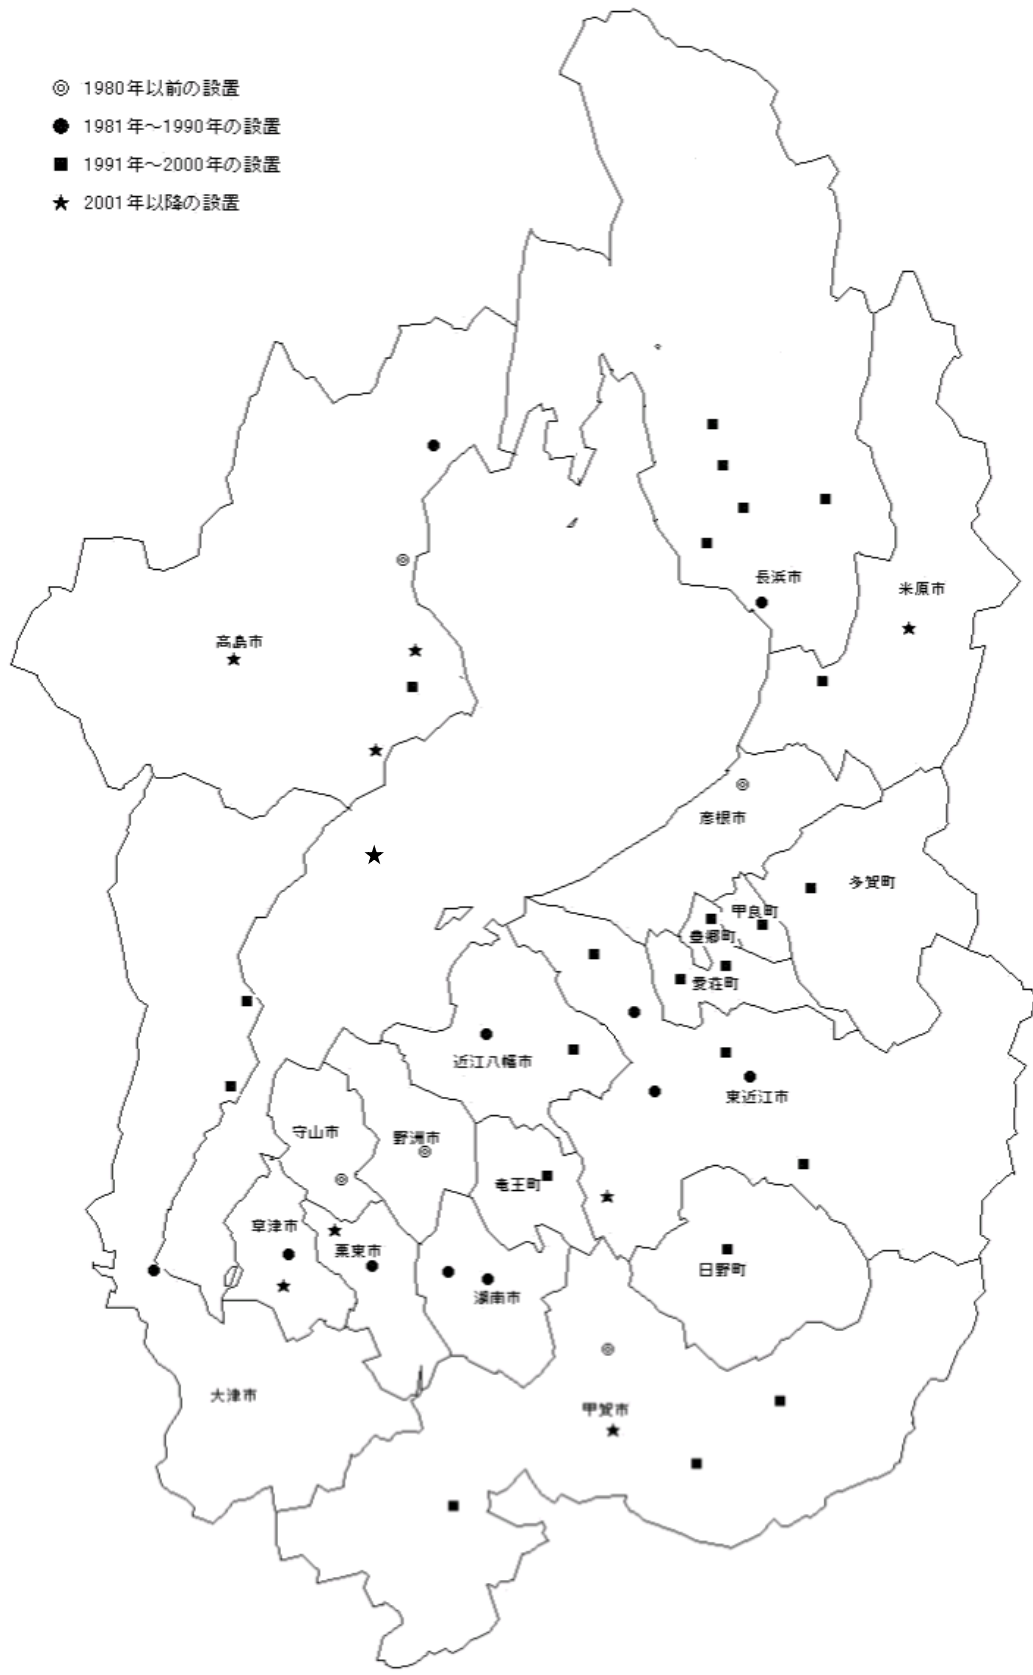 1980年以前の設置
1981年～1990年の設置
1991年～2000年の設置
2001年以降の設置
長浜市
米原市
高島市
彦根市
多賀町
甲良町
豊郷町
愛荘町
近江八幡市
東近江市
守山市
野洲市
竜王町
草津市
栗東市
日野町
湖南市
大津市
甲賀市